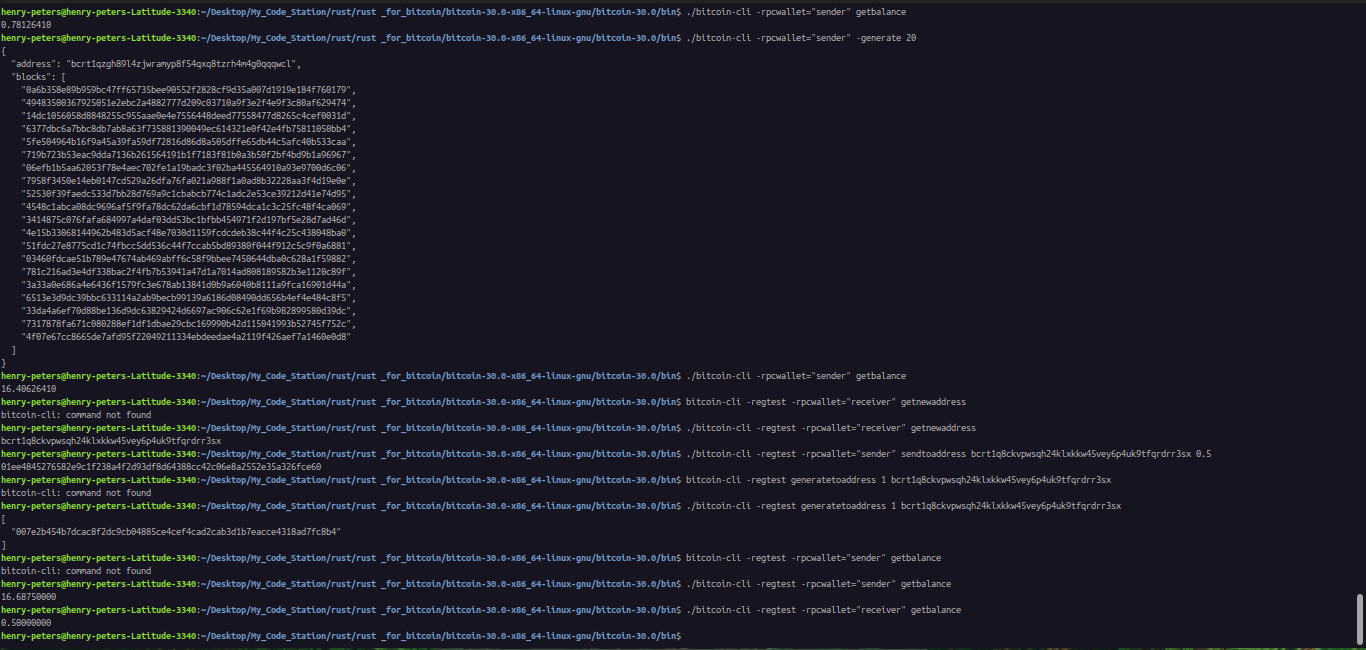 henry-peters@henry-peters-Latitude-3340:~/Desktop/My_Code_Station/rust/rust _for_bitcoin/bitcoin-30.0-x86_64-linux-gnu/bitcoin-30.0/bin$ ./bitcoin-cli -rpcwallet="sender" getbalance
0.78126410
henry-peters@henry-peters-Latitude-3340:~/Desktop/My_Code_Station/rust/rust _for_bitcoin/bitcoin-30.0-x86_64-linux-gnu/bitcoin-30.0/bin$ ./bitcoin-cli -rpcwallet="sender" -generate 20
{
  "address": "bcrt1qzgh89l4zjwramyp8f54qxq8tzrh4m4g0qqqwcl",
  "blocks": [
    "0a6b358e89b959bc47ff65735bee90552f2828cf9d35a007d1919e184f760179",
    "49483500367925051e2ebc2a4882777d209c03710a9f3e2f4e9f3c80af629474",
    "14dc1056058d8848255c955aae0e4e7556448deed77558477d8265c4cef0031d",
    "6377dbc6a7bbc8db7ab8a63f735881390049ec614321e0f42e4fb75811050bb4",
    "5fe504964b16f9a45a39fa59df72816d86d8a505dffe65db44c5afc40b533caa",
    "719b723b53eac9dda7136b261564191b1f7183f81b0a3b50f2bf4bd9b1a96967",
    "06efb1b5aa62053f78e4aec702fe1a19badc3f02ba445564910a93e9700d6c06",
    "7958f3450e14eb0147cd529a26dfa76fa021a988f1a0ad8b32228aa3f4d19e0e",
    "52530f39faedc533d7bb28d769a9c1cbabcb774c1adc2e53ce39212d41e74d95",
    "4548c1abca08dc9696af5f9fa78dc62da6cbf1d78594dca1c3c25fc48f4ca069",
    "3414875c076fafa684997a4daf03dd53bc1bfbb454971f2d197bf5e28d7ad46d",
    "4e15b33068144962b483d5acf48e7030d1159fcdcdeb38c44f4c25c438048ba0",
    "51fdc27e8775cd1c74fbcc5dd536c44f7ccab5bd89380f044f912c5c9f0a6881",
    "03460fdcae51b789e47674ab469abff6c58f9bbee7450644dba0c628a1f59882",
    "781c216ad3e4df338bac2f4fb7b53941a47d1a7014ad808189582b3e1120c89f",
    "3a33a0e686a4e6436f1579fc3e678ab13841d0b9a6040b8111a9fca16901d44a",
    "6513e3d9dc39bbc633114a2ab9becb99139a6186d08490dd656b4ef4e484c8f5",
    "33da4a6ef70d88be136d9dc63829424d6697ac906c62e1f69b982899580d39dc",
    "7317878fa671c080288ef1df1dbae29cbc169990b42d115041993b52745f752c",
    "4f07e67cc8665de7afd95f22049211334ebdeedae4a2119f426aef7a1460e0d8"
  ]
}
henry-peters@henry-peters-Latitude-3340:~/Desktop/My_Code_Station/rust/rust _for_bitcoin/bitcoin-30.0-x86_64-linux-gnu/bitcoin-30.0/bin$ ./bitcoin-cli -rpcwallet="sender" getbalance
16.40626410
henry-peters@henry-peters-Latitude-3340:~/Desktop/My_Code_Station/rust/rust _for_bitcoin/bitcoin-30.0-x86_64-linux-gnu/bitcoin-30.0/bin$ bitcoin-cli -regtest -rpcwallet="receiver" getnewaddress
bitcoin-cli: command not found
henry-peters@henry-peters-Latitude-3340:~/Desktop/My_Code_Station/rust/rust _for_bitcoin/bitcoin-30.0-x86_64-linux-gnu/bitcoin-30.0/bin$ ./bitcoin-cli -regtest -rpcwallet="receiver" getnewaddress
bcrt1q8ckvpwsqh24klxkkw45vey6p4uk9tfqrdrr3sx
henry-peters@henry-peters-Latitude-3340:~/Desktop/My_Code_Station/rust/rust _for_bitcoin/bitcoin-30.0-x86_64-linux-gnu/bitcoin-30.0/bin$ ./bitcoin-cli -regtest -rpcwallet="sender" sendtoaddress bcrt1q8ckvpwsqh24klxkkw45vey6p4uk9tfqrdrr3sx 0.5
01ee4845276582e9c1f238a4f2d93df8d64388cc42c06e8a2552e35a326fce60
henry-peters@henry-peters-Latitude-3340:~/Desktop/My_Code_Station/rust/rust _for_bitcoin/bitcoin-30.0-x86_64-linux-gnu/bitcoin-30.0/bin$ bitcoin-cli -regtest generatetoaddress 1 bcrt1q8ckvpwsqh24klxkkw45vey6p4uk9tfqrdrr3sx
bitcoin-cli: command not found
henry-peters@henry-peters-Latitude-3340:~/Desktop/My_Code_Station/rust/rust _for_bitcoin/bitcoin-30.0-x86_64-linux-gnu/bitcoin-30.0/bin$ ./bitcoin-cli -regtest generatetoaddress 1 bcrt1q8ckvpwsqh24klxkkw45vey6p4uk9tfqrdrr3sx
[
  "007e2b454b7dcac8f2dc9cb04885ce4cef4cad2cab3d1b7eacce4318ad7fc8b4"
]
henry-peters@henry-peters-Latitude-3340:~/Desktop/My_Code_Station/rust/rust _for_bitcoin/bitcoin-30.0-x86_64-linux-gnu/bitcoin-30.0/bin$ bitcoin-cli -regtest -rpcwallet="sender" getbalance
bitcoin-cli: command not found
henry-peters@henry-peters-Latitude-3340:~/Desktop/My_Code_Station/rust/rust _for_bitcoin/bitcoin-30.0-x86_64-linux-gnu/bitcoin-30.0/bin$ ./bitcoin-cli -regtest -rpcwallet="sender" getbalance
16.68750000
henry-peters@henry-peters-Latitude-3340:~/Desktop/My_Code_Station/rust/rust _for_bitcoin/bitcoin-30.0-x86_64-linux-gnu/bitcoin-30.0/bin$ ./bitcoin-cli -regtest -rpcwallet="receiver" getbalance
0.50000000
henry-peters@henry-peters-Latitude-3340:~/Desktop/My_Code_Station/rust/rust _for_bitcoin/bitcoin-30.0-x86_64-linux-gnu/bitcoin-30.0/bin$